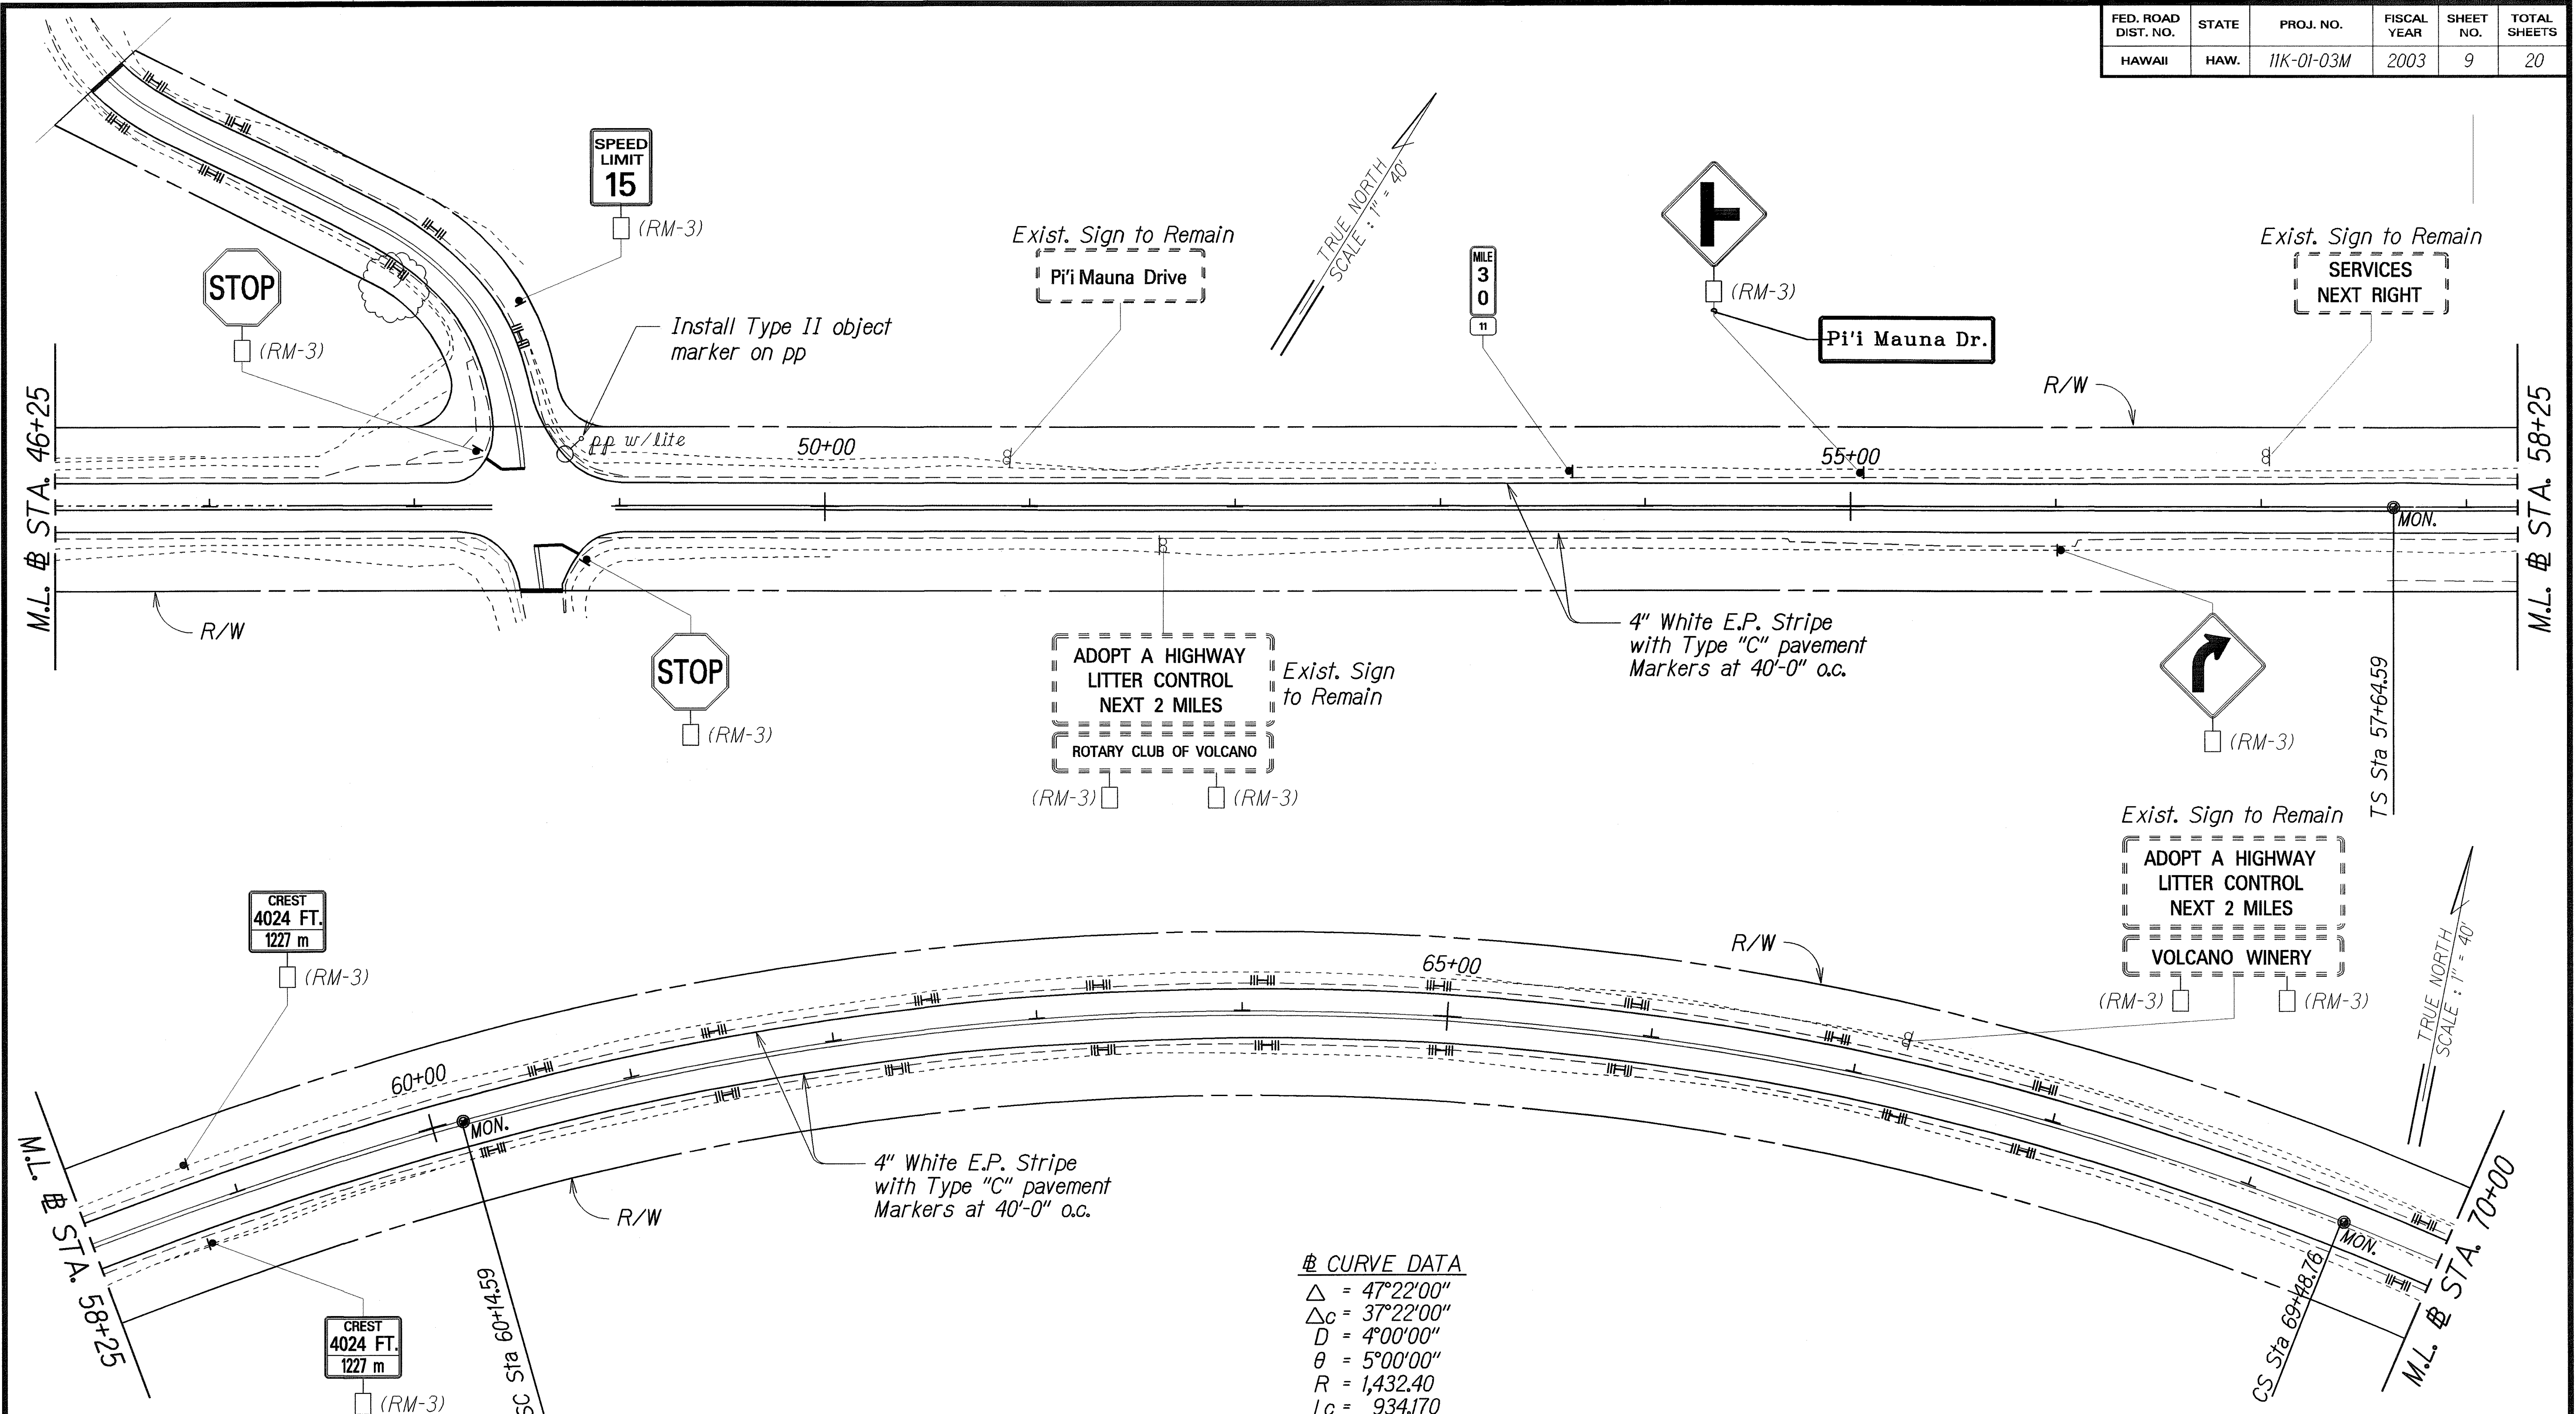 FED. ROAD DIST. NO. STATE PROJ. NO. FISCAL YEAR SHEET NO. TOTAL SHEETS
HAWAII HAW. 11K-01-03M 2003 9 20
SPEED
LIMIT
15
(RM-3)
STOP
(RM-3)
Install Type II object
marker on pp
pp w/lite
Exist. Sign to Remain
Pi'i Mauna Drive
TRUE NORTH
SCALE : 1" = 40'
MILE
3
0
11
(RM-3)
Pi'i Mauna Dr.
Exist. Sign to Remain
SERVICES
NEXT RIGHT
R/W
M.L. B STA. 46+25
50+00
55+00
M.L. B STA. 58+25
MON.
R/W
STOP
(RM-3)
ADOPT A HIGHWAY
LITTER CONTROL
NEXT 2 MILES
ROTARY CLUB OF VOLCANO
Exist. Sign
to Remain
(RM-3) (RM-3)
4" White E.P. Stripe
with Type "C" pavement
Markers at 40'-0" o.c.
(RM-3)
TS Sta 57+64.59
Exist. Sign to Remain
ADOPT A HIGHWAY
LITTER CONTROL
NEXT 2 MILES
VOLCANO WINERY
(RM-3) (RM-3)
TRUE NORTH
SCALE : 1" = 40'
CREST
4024 FT.
1227 m
(RM-3)
R/W
60+00
65+00
MON.
M.L. B STA. 58+25
4" White E.P. Stripe
with Type "C" pavement
Markers at 40'-0" o.c.
R/W
SC Sta 60+14.59
CREST
4024 FT.
1227 m
(RM-3)
B CURVE DATA
△ = 47°22'00"
△c = 37°22'00"
D = 4°00'00"
θ = 5°00'00"
R = 1,432.40
Lc = 934.170
MON.
CS Sta 69+48.76
M.L. B STA. 70+00